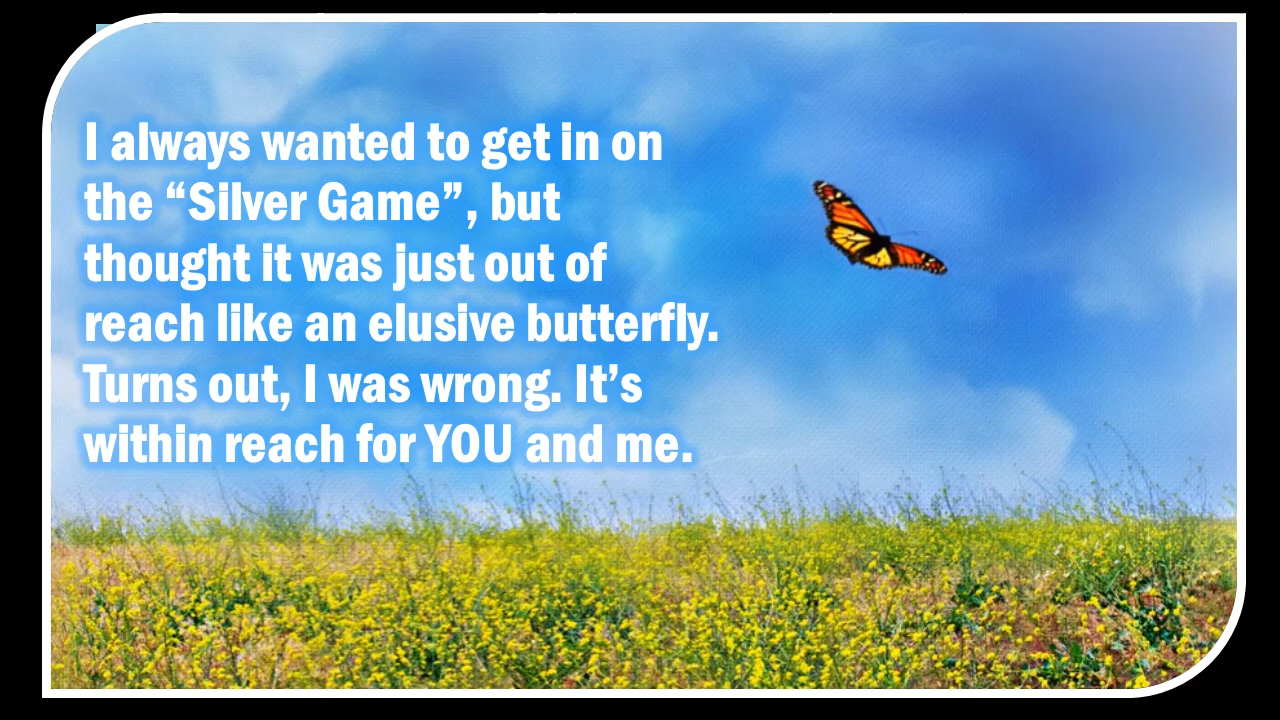 I always wanted to get in on
the “Silver Game”, but
thought it was just out of
reach like an elusive butterfly.
Turns out, I was wrong. It’s
within reach for YOU and me.